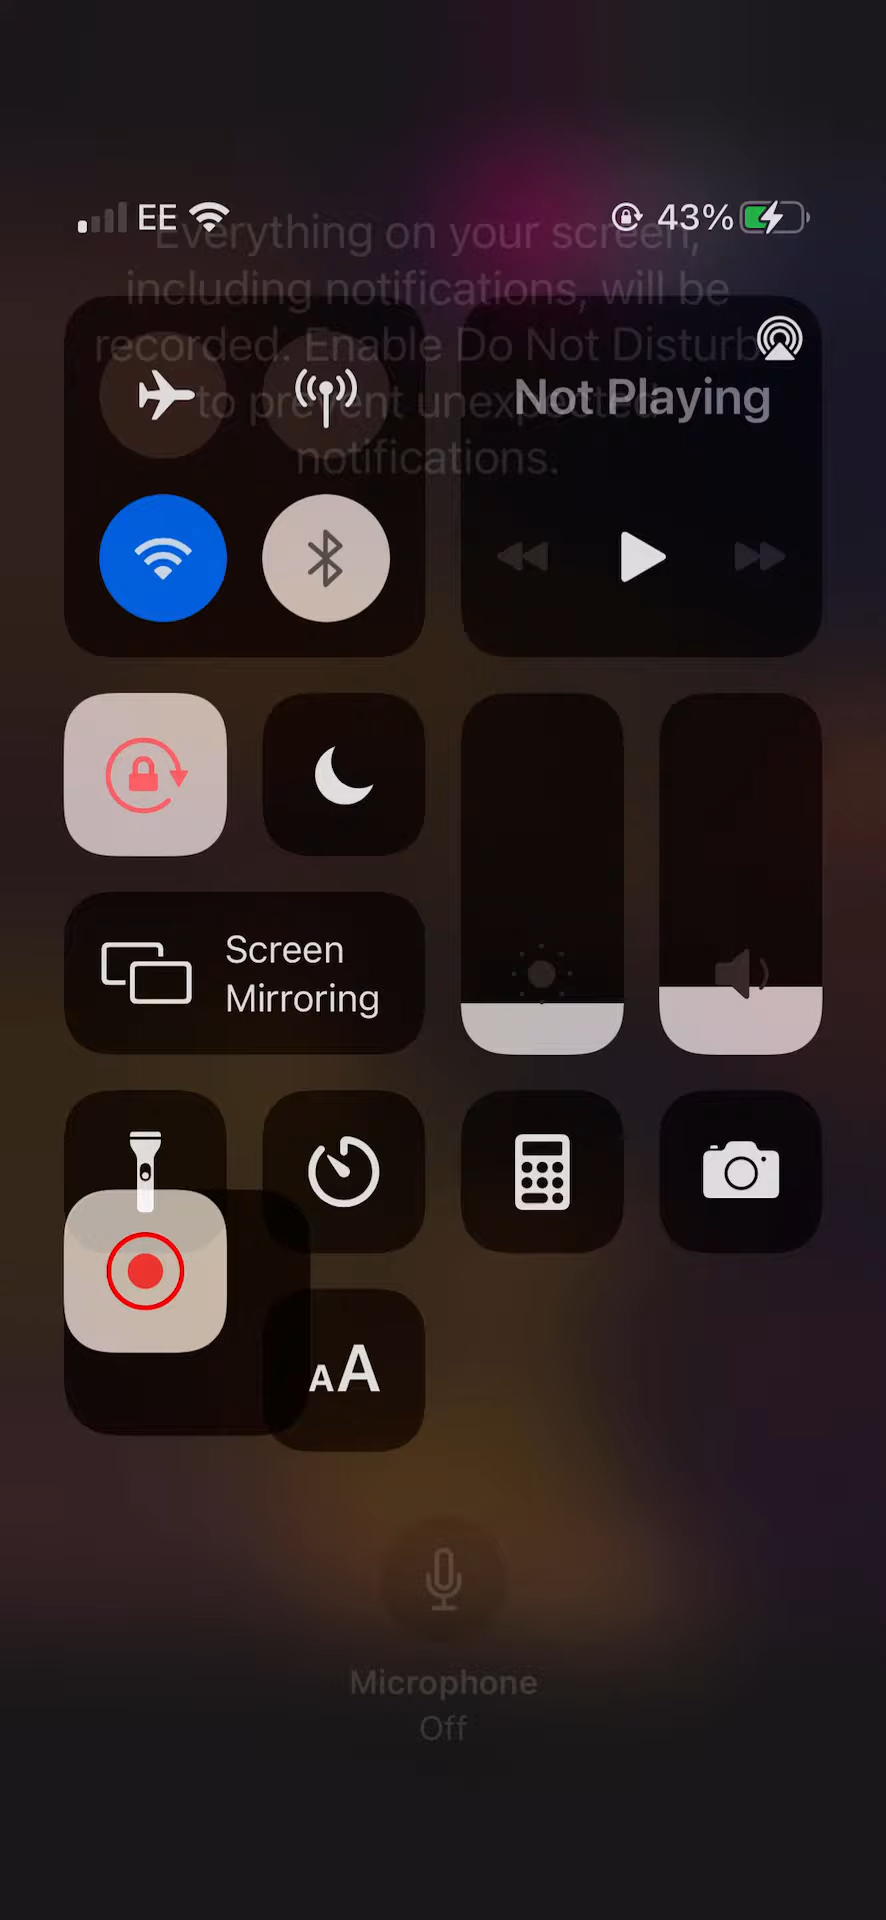 EE 43%
Everything on your screen,
including notifications, will be
recorded. Enable Do Not Disturb
to prevent unexpected
notifications.
Not Playing
Screen
Mirroring
AA
Microphone
Off